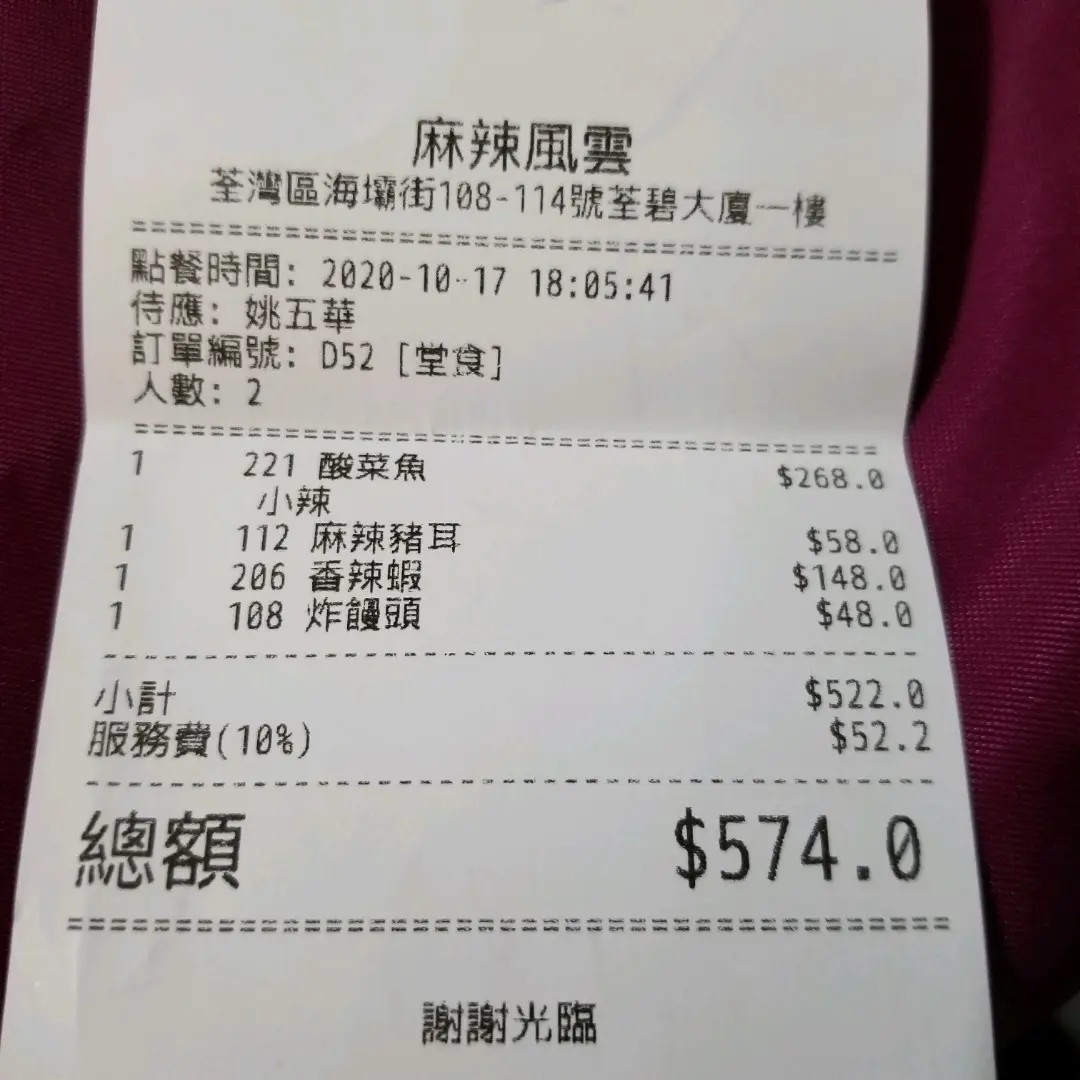 麻辣風雲
荃灣區海壩街108-114號荃碧大廈一樓
點餐時間: 2020-10-17 18:05:41
侍應: 姚五華
訂單編號: D52 [堂食]
人數: 2
1 221 酸菜魚 $268.0
小辣
1 112 麻辣豬耳 $58.0
1 206 香辣蝦 $148.0
1 108 炸饅頭 $48.0
小計 $522.0
服務費(10%) $52.2
總額 $574.0
謝謝光臨